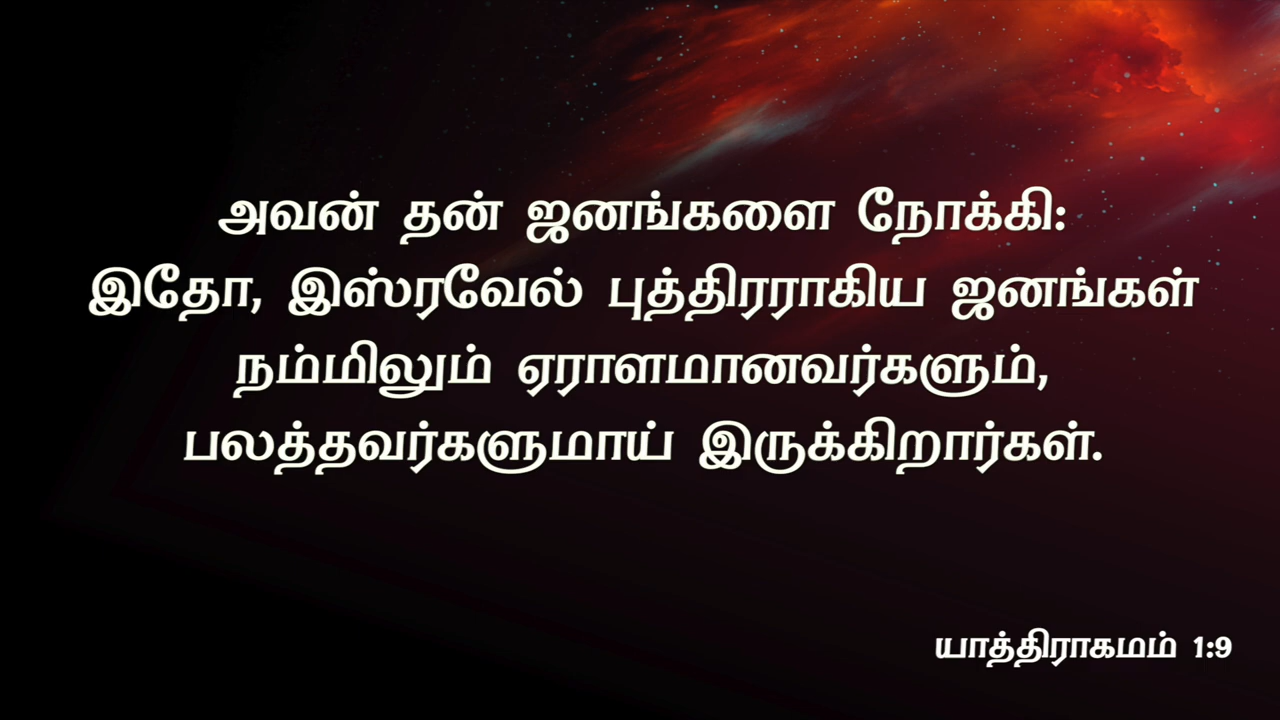 அவன் தன் ஜனங்களை நோக்கி:
இதோ, இஸ்ரவேல் புத்திரராகிய ஜனங்கள்
நம்மிலும் ஏராளமானவர்களும்,
பலத்தவர்களுமாய் இருக்கிறார்கள்.
யாத்திராகமம் 1:9